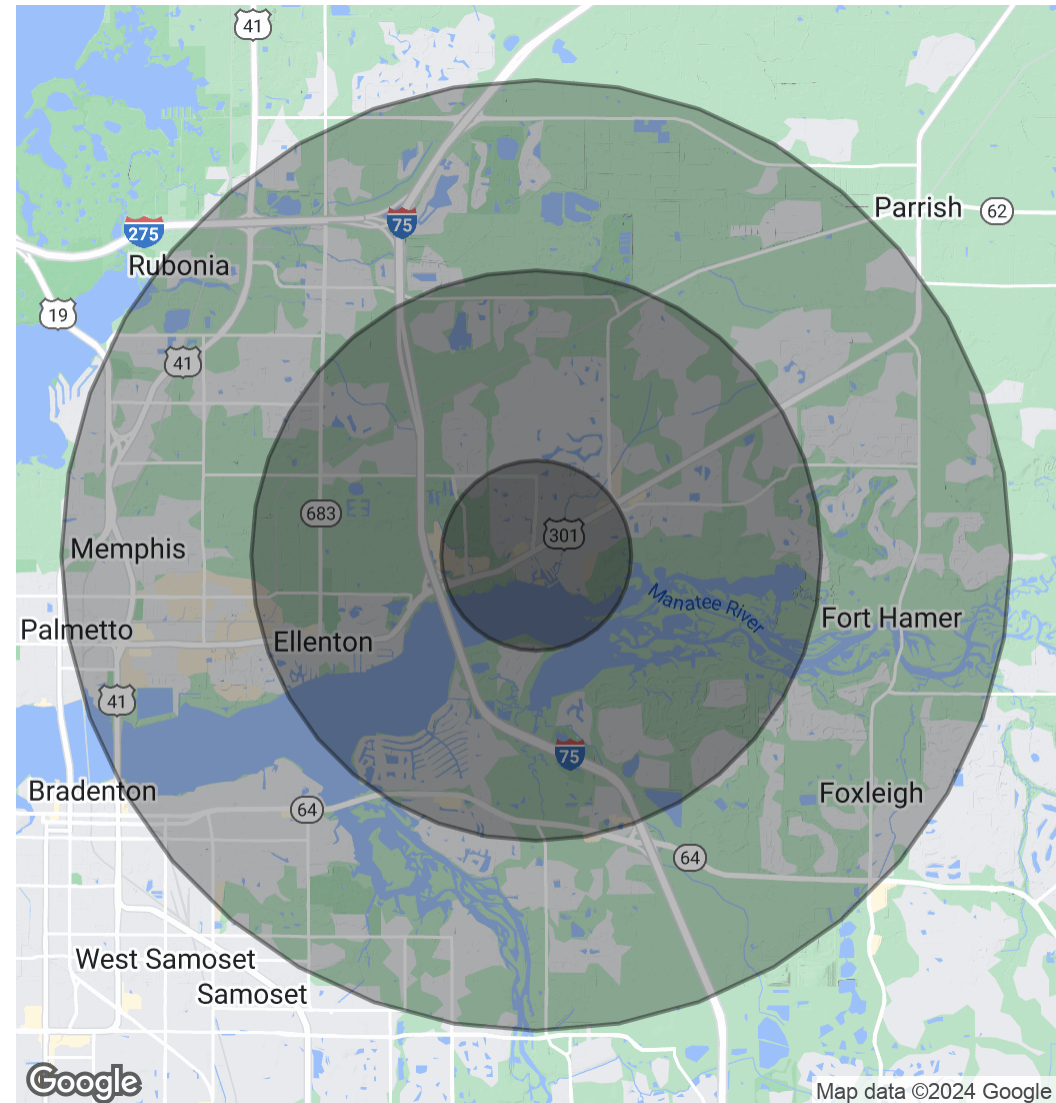 41
Parrish
62
275
75
Rubonia
19
41
683
301
Memphis
Manatee River
Palmetto
Fort Hamer
Ellenton
41
75
Bradenton
Foxleigh
64
64
West Samoset
Samoset
Google
Map data ©2024 Google